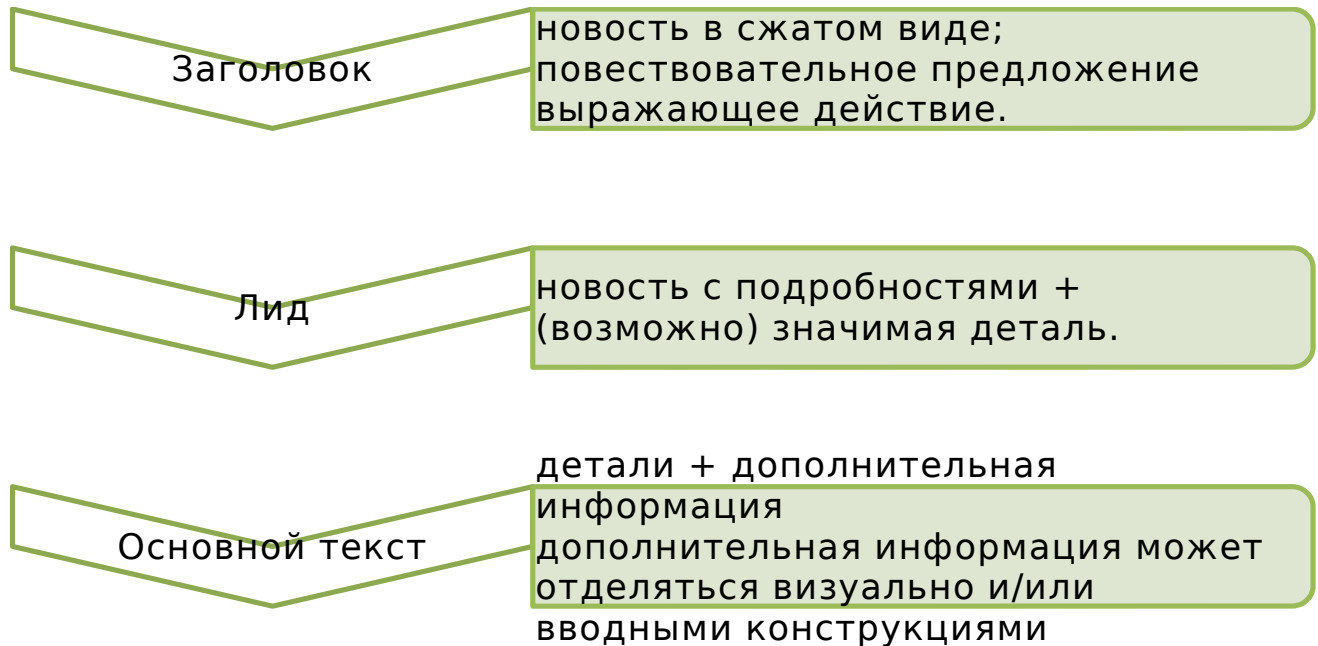 Заголовок
новость в сжатом виде;
повествовательное предложение
выражающее действие.
Лид
новость с подробностями +
(возможно) значимая деталь.
Основной текст
детали + дополнительная
информация
дополнительная информация может
отделяться визуально и/или
вводными конструкциями